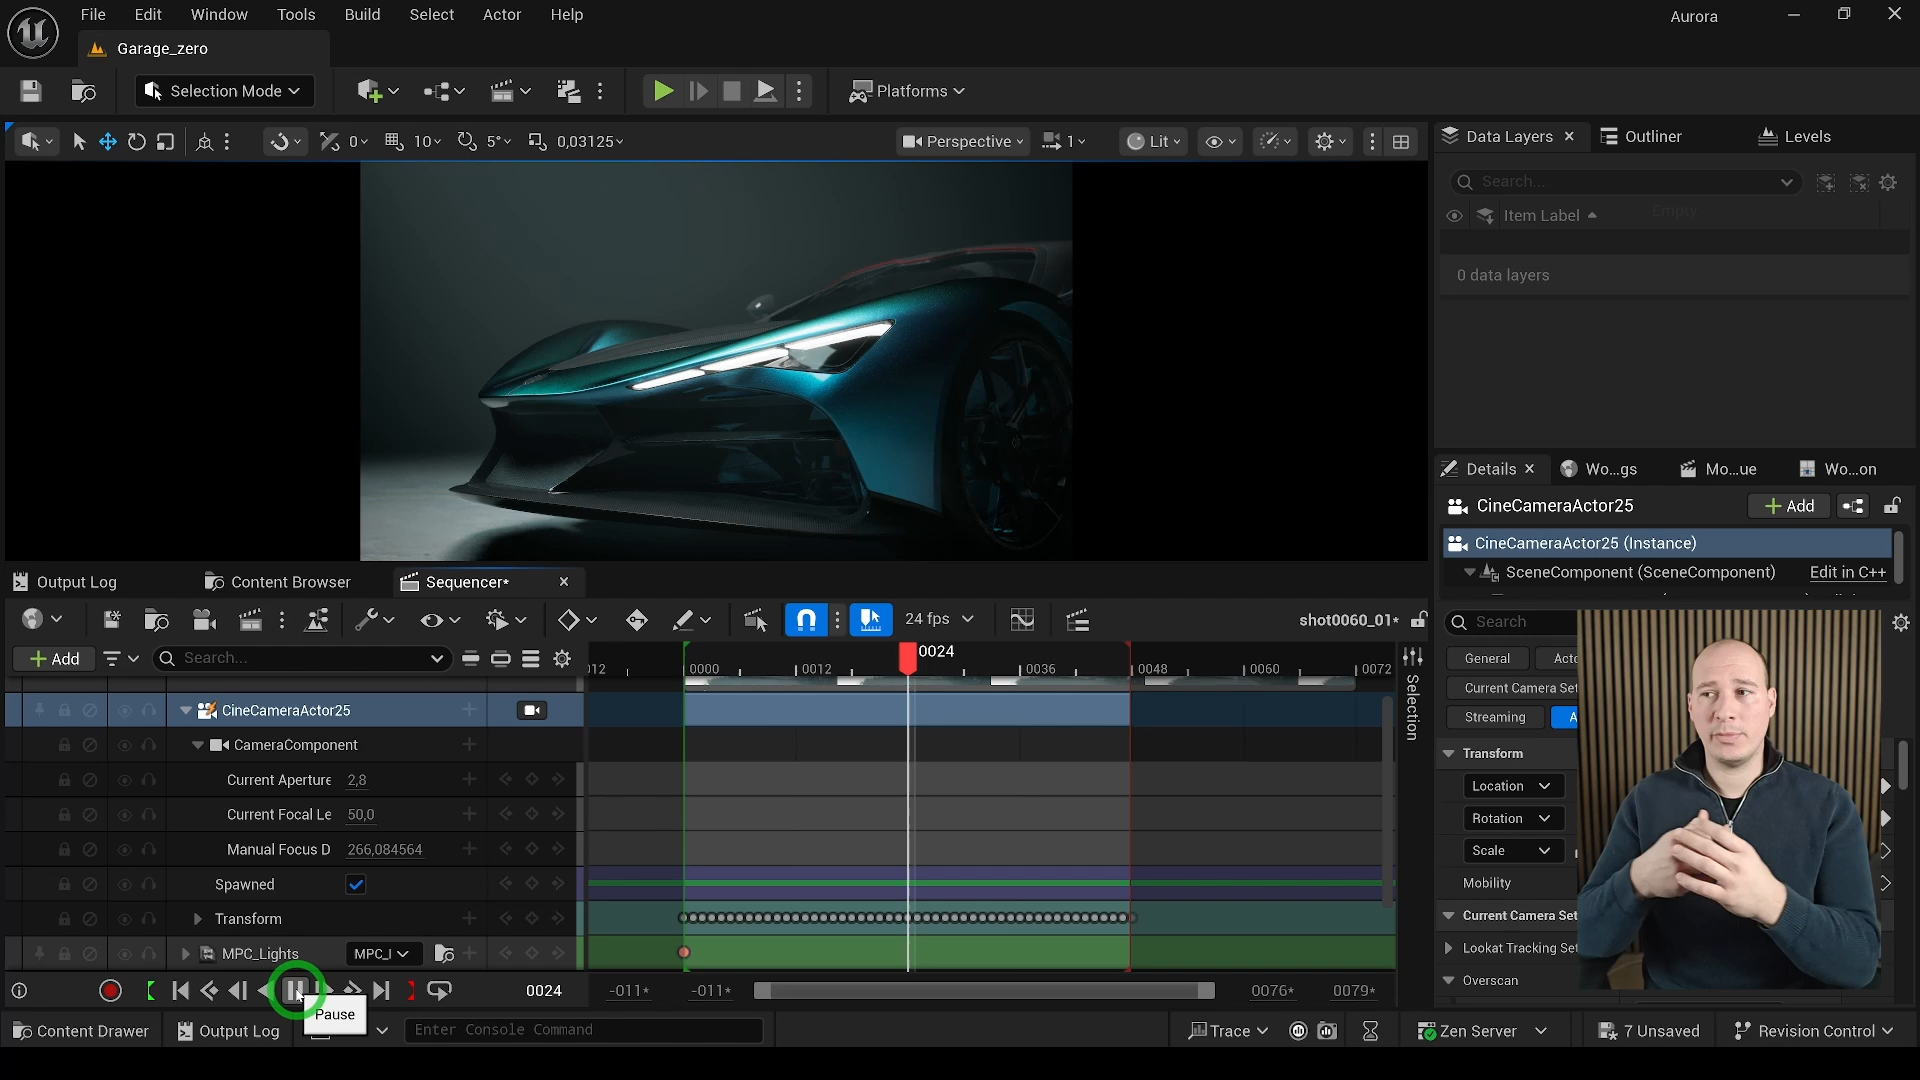 File Edit Window Tools Build Select Actor Help
Aurora
Garage_zero
Selection Mode
Platforms
0 10 5° 0,03125
Perspective 1 Lit
Data Layers Outliner Levels
Search...
Item Label Empty
0 data layers
Details Wo...gs Mo...ue Wo...on
CineCameraActor25 Add
CineCameraActor25 (Instance)
SceneComponent (SceneComponent) Edit in C++
Output Log Content Browser Sequencer*
24 fps shot0060_01*
Search
Add Search...
0024
012 0000 0012 0036 0048 0060 0072
Selection
General
Current Camera Set
Streaming
CineCameraActor25
CameraComponent
Current Aperture 2,8
Current Focal Le 50,0
Manual Focus D 266,084564
Spawned
Transform
MPC_Lights MPC_l
Transform
Location
Rotation
Scale
Mobility
Current Camera Set
Lookat Tracking Set
Overscan
0024 -011* -011* 0076* 0079*
Pause
Content Drawer Output Log Enter Console Command
Trace Zen Server 7 Unsaved Revision Control